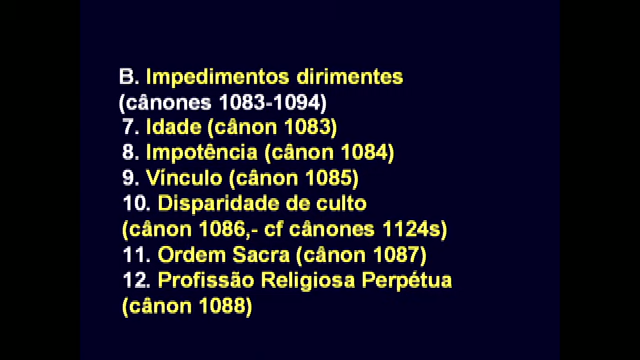 B. Impedimentos dirimentes
(cânones 1083-1094)
7. Idade (cânon 1083)
8. Impotência (cânon 1084)
9. Vínculo (cânon 1085)
10. Disparidade de culto
(cânon 1086,- cf cânones 1124s)
11. Ordem Sacra (cânon 1087)
12. Profissão Religiosa Perpétua
(cânon 1088)